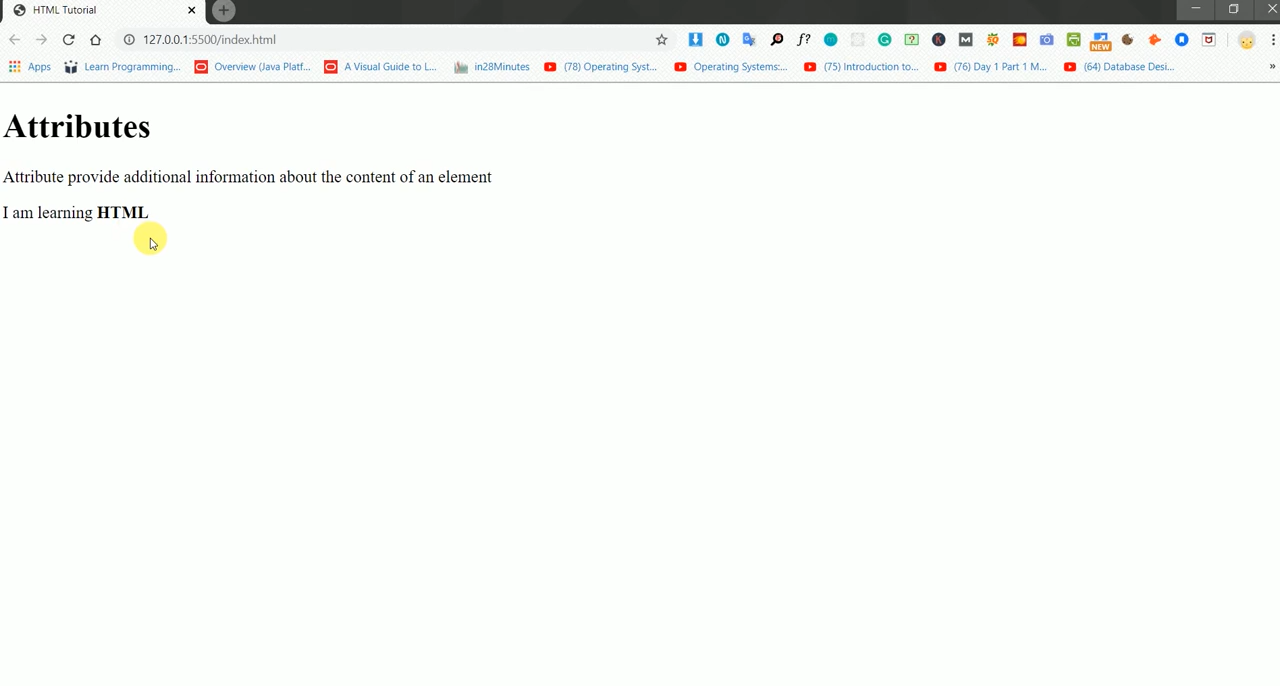 HTML Tutorial
127.0.0.1:5500/index.html
f?
NEW
Apps
Learn Programming...
Overview (Java Platf...
A Visual Guide to L...
in28Minutes
(78) Operating Syst...
Operating Systems:...
(75) Introduction to...
(76) Day 1 Part 1 M...
(64) Database Desi...
»
Attributes
Attribute provide additional information about the content of an element
I am learning HTML